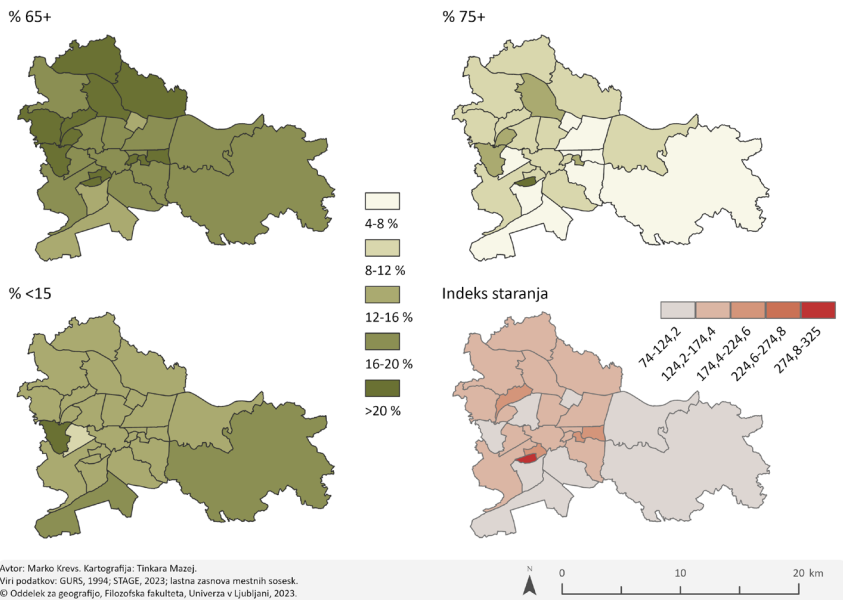 % 65+
% 75+
4-8 %
8-12 %
12-16 %
16-20 %
>20 %
% <15
Indeks staranja
74-124,2
124,2-174,4
174,4-224,6
224,6-274,8
274,8-325
Avtor: Marko Krevs. Kartografija: Tinkara Mazej.
Viri podatkov: GURS, 1994; STAGE, 2023; lastna zasnova mestnih sosesk.
© Oddelek za geografijo, Filozofska fakulteta, Univerza v Ljubljani, 2023.
N
0 10 20 km